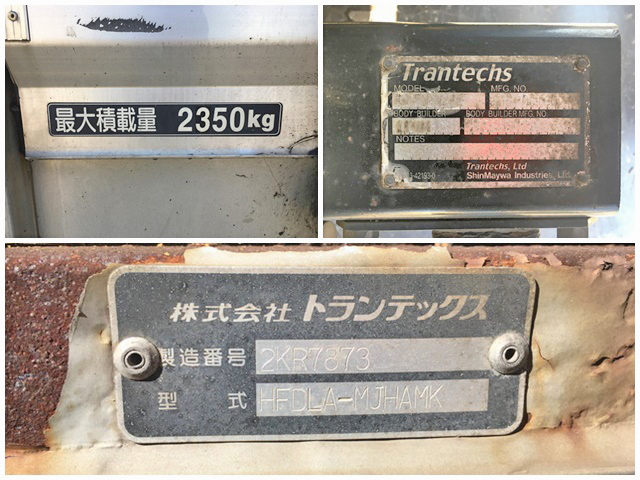 最大積載量 2350kg
Trantechs
MODEL MFG. NO.
BODY BUILDER BODY BUILDER MFG. NO.
NOTES
Trantechs, Ltd
ShinMaywa Industries, Ltd.
株式会社 トランテックス
製造番号 2KR7873
型式 HFDLA-MJHAMK